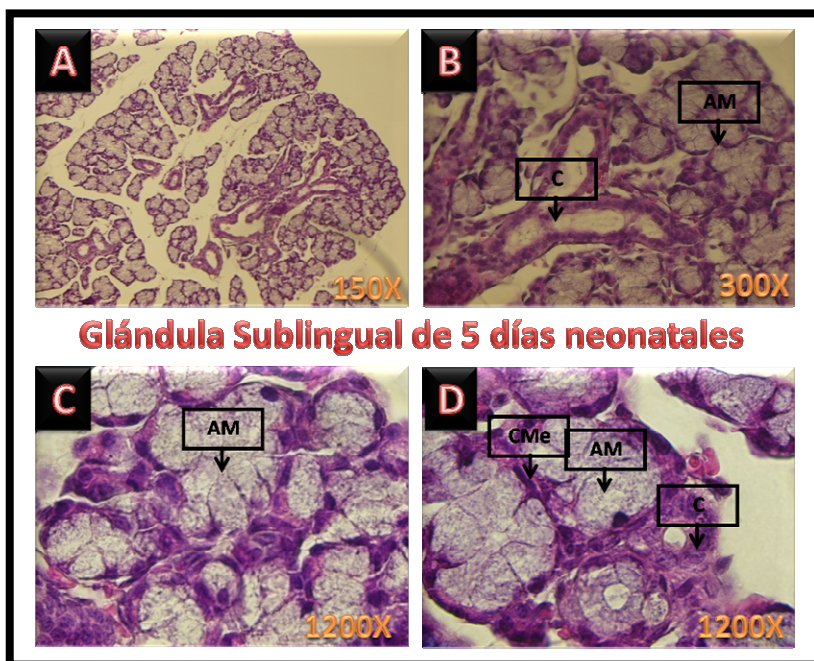 A
B
AM
C
150X
300X
Glándula Sublingual de 5 días neonatales
C
D
AM
CMe
AM
C
1200X
1200X